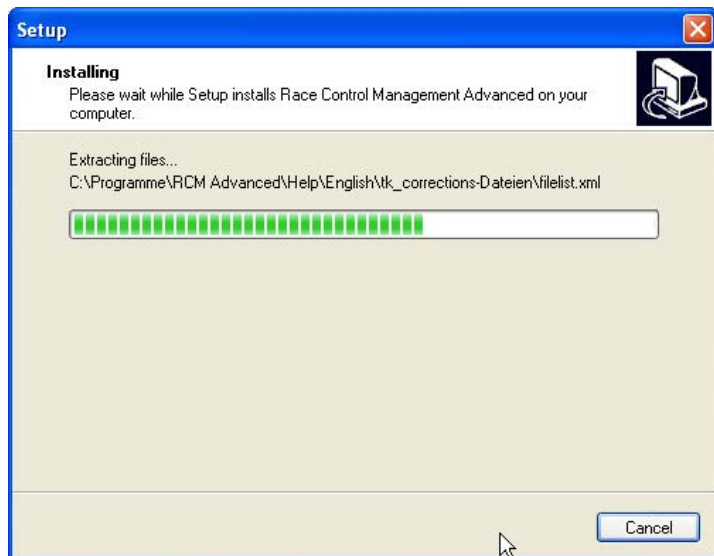 Setup
Installing
Please wait while Setup installs Race Control Management Advanced on your
computer.
Extracting files...
C:\Programme\RCM Advanced\Help\English\tk_corrections-Dateien\filelist.xml
Cancel